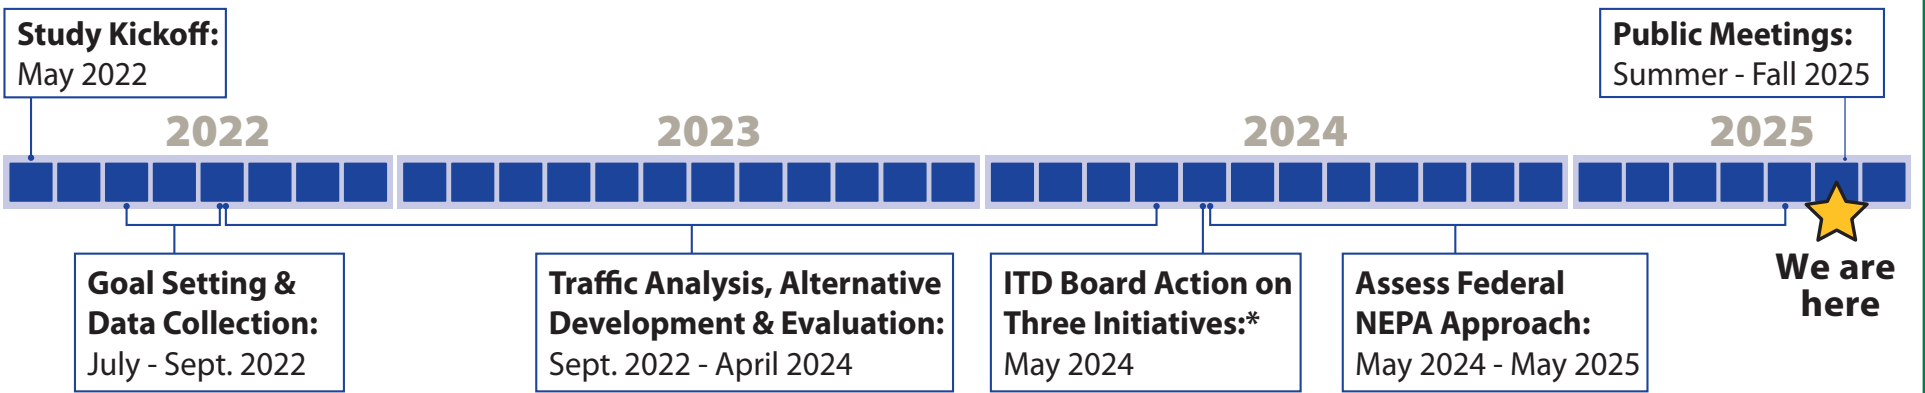 Study Kickoff:
May 2022
Public Meetings:
Summer - Fall 2025
2022
2023
2024
2025
Goal Setting &
Data Collection:
July - Sept. 2022
Traffic Analysis, Alternative
Development & Evaluation:
Sept. 2022 - April 2024
ITD Board Action on
Three Initiatives:*
May 2024
Assess Federal
NEPA Approach:
May 2024 - May 2025
We are
here